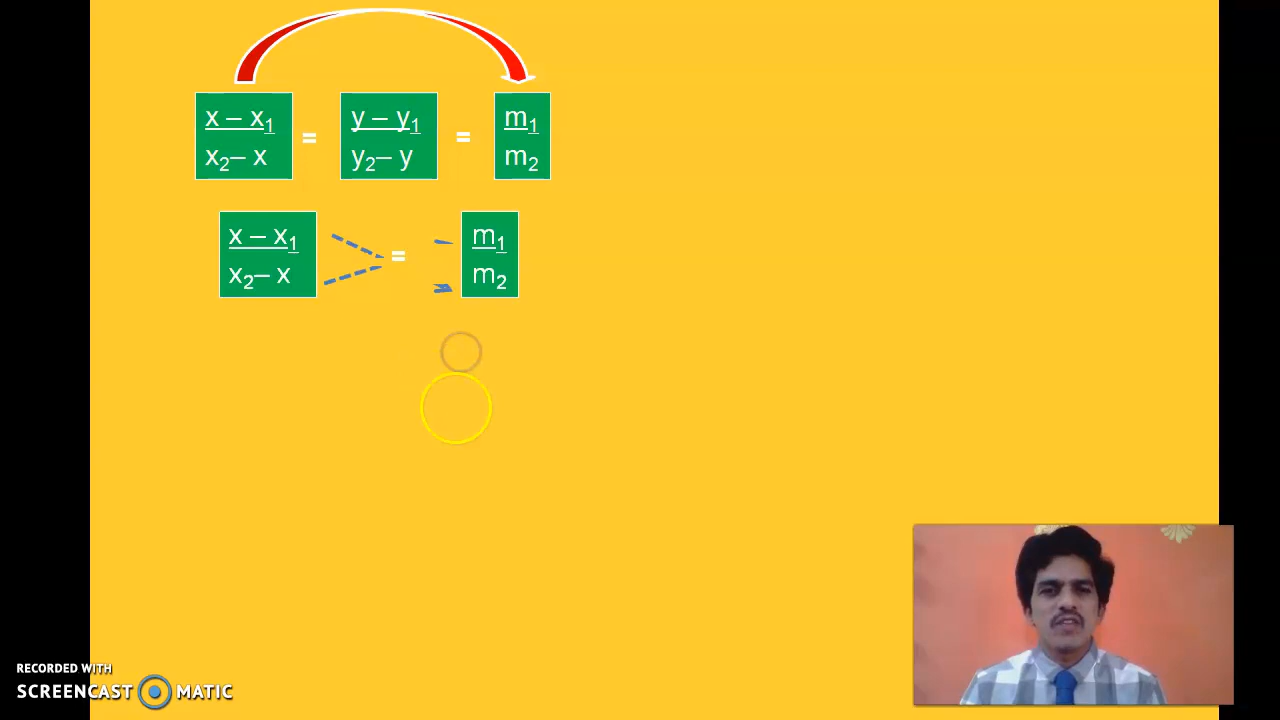 x – x₁ = y – y₁ = m₁
x₂– x y₂– y m₂
x – x₁ = m₁
x₂– x m₂
RECORDED WITH
SCREENCAST MATIC